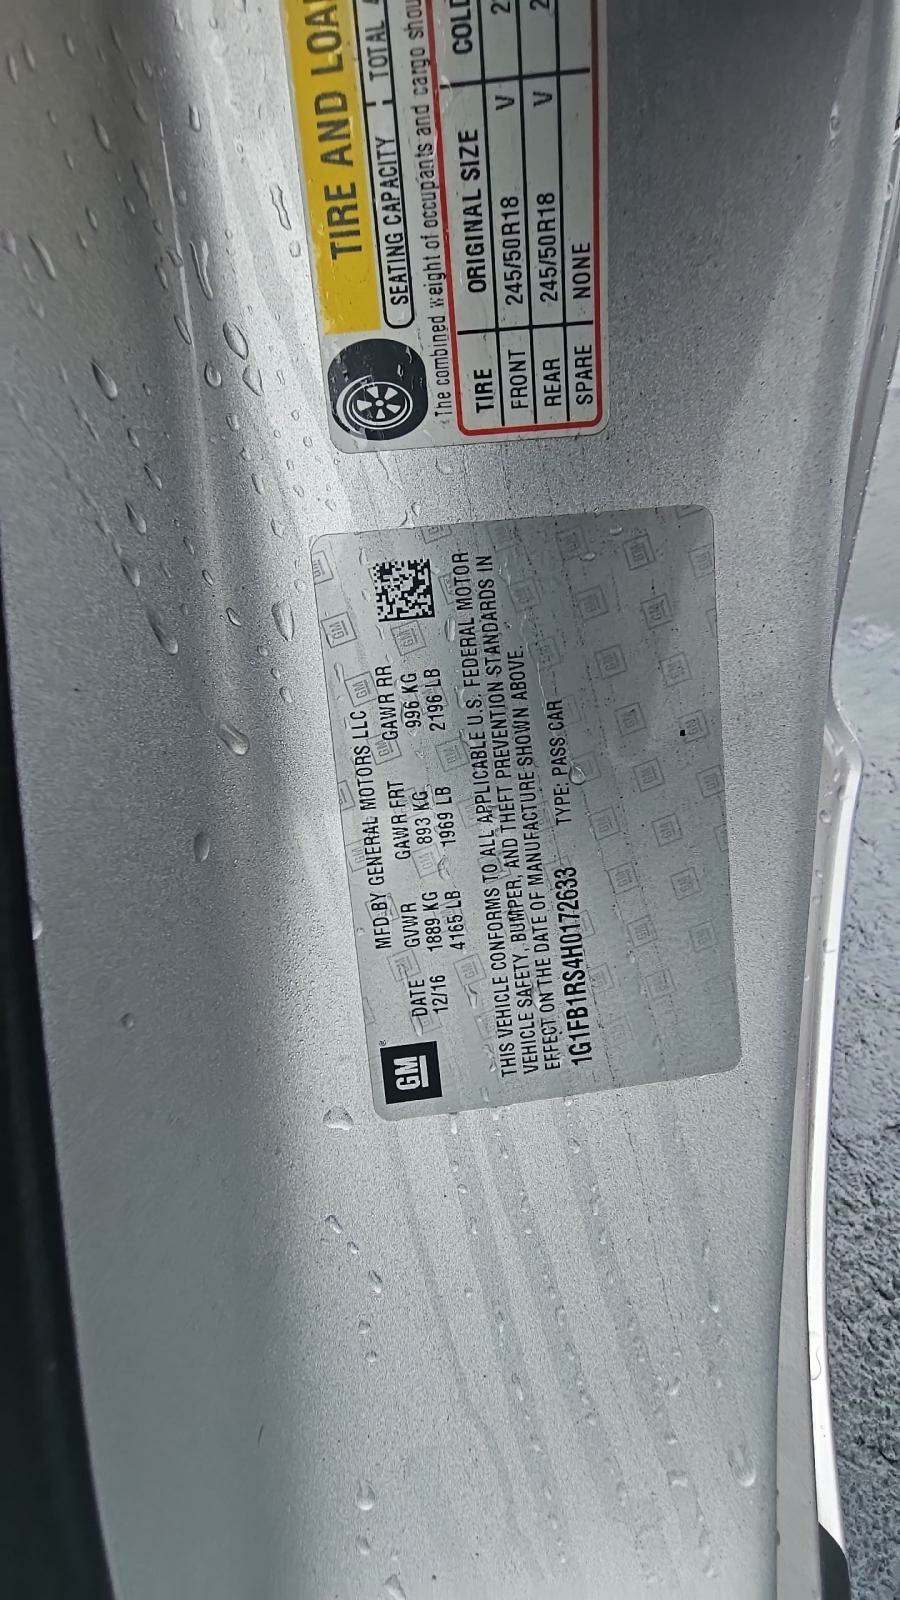 TIRE AND LOA
SEATING CAPACITY TOTAL
The combined weight of occupants and cargo shou
TIRE ORIGINAL SIZE COLD
FRONT 245/50R18 V 2
REAR 245/50R18 V 2
SPARE NONE
GM
MFD BY GENERAL MOTORS LLC
DATE GVWR GAWR FRT GAWR RR
12/16 1889 KG 893 KG 996 KG
4165 LB 1969 LB 2196 LB
THIS VEHICLE CONFORMS TO ALL APPLICABLE U.S. FEDERAL MOTOR
VEHICLE SAFETY, BUMPER, AND THEFT PREVENTION STANDARDS IN
EFFECT ON THE DATE OF MANUFACTURE SHOWN ABOVE.
1G1FB1RS4H0172633 TYPE: PASS CAR